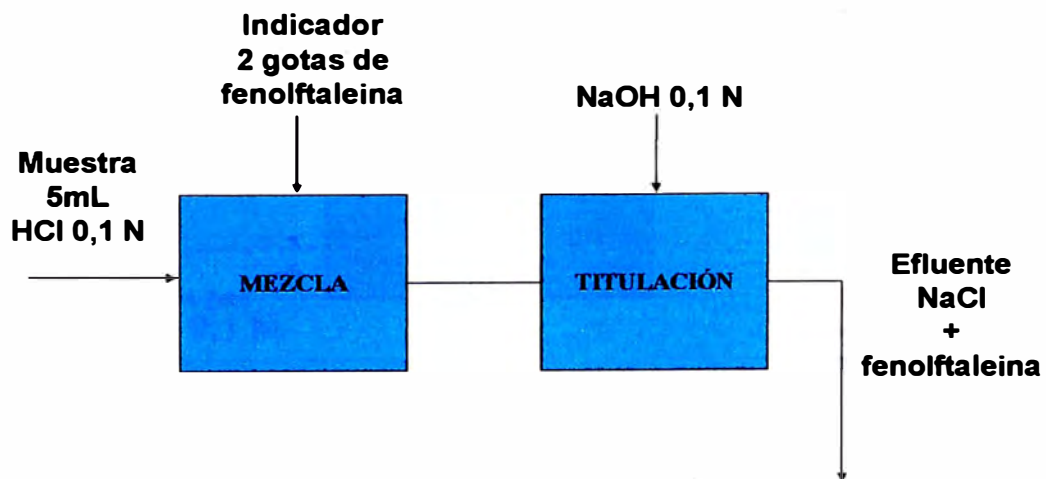 Indicador
2 gotas de
fenolftaleina
NaOH 0,1 N
Muestra
5mL
HCl 0,1 N
MEZCLA
TITULACIÓN
Efluente
NaCl
+
fenolftaleina